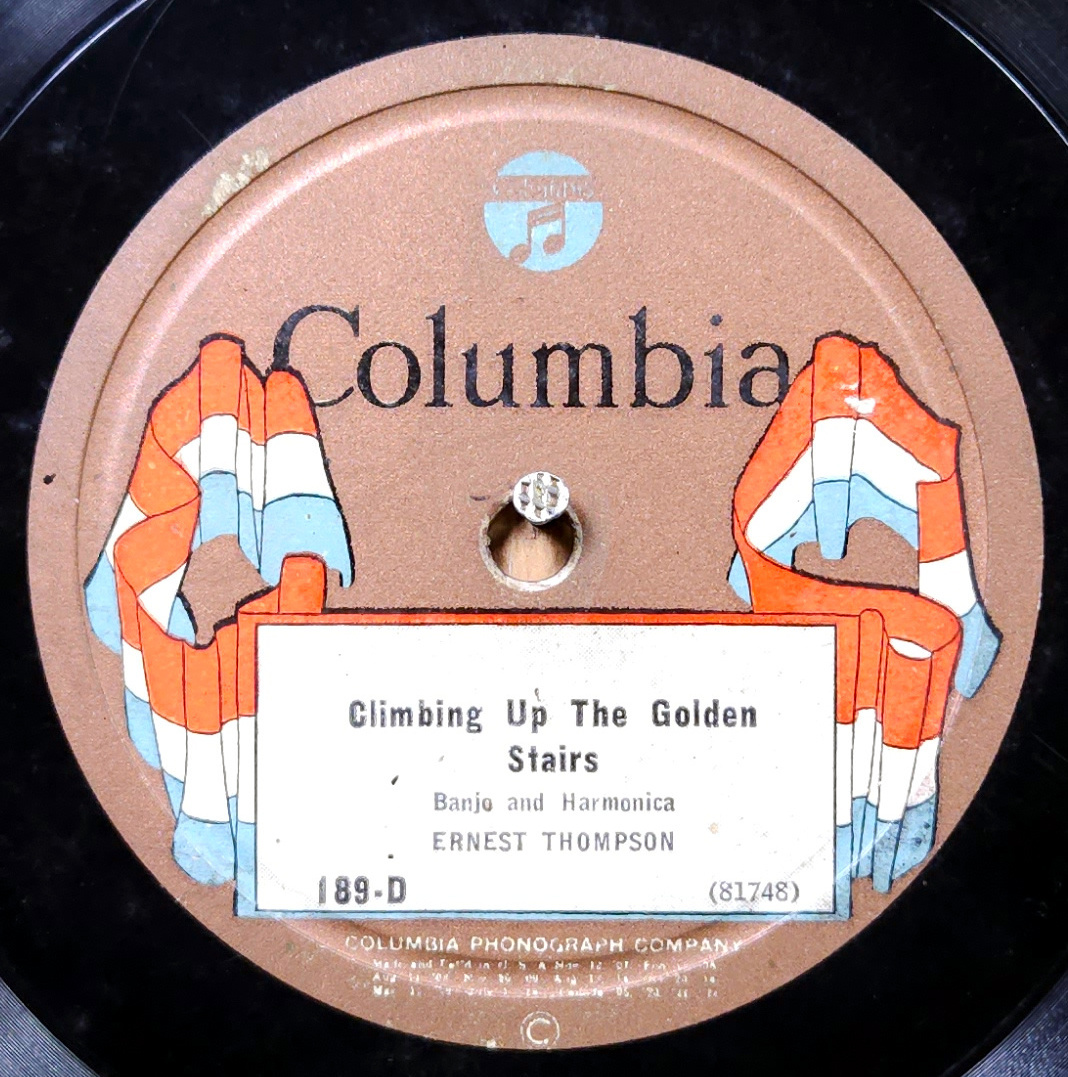 Columbia
Columbia
Climbing Up The Golden
Stairs
Banjo and Harmonica
ERNEST THOMPSON
189-D
(81748)
COLUMBIA PHONOGRAPH COMPANY
C